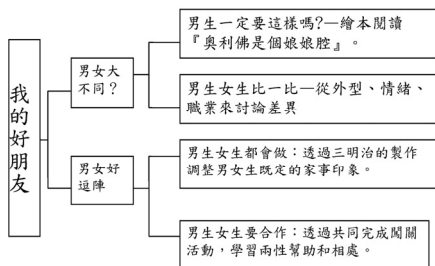 我的好朋友
男女大
不同？
男生一定要這樣嗎?—繪本閱讀
『奧利佛是個娘娘腔』。
男生女生比一比—從外型、情緒、
職業來討論差異
男女好
逗陣
男生女生都會做：透過三明治的製作
調整男女生既定的家事印象。
男生女生要合作：透過共同完成闖關
活動，學習兩性幫助和相處。